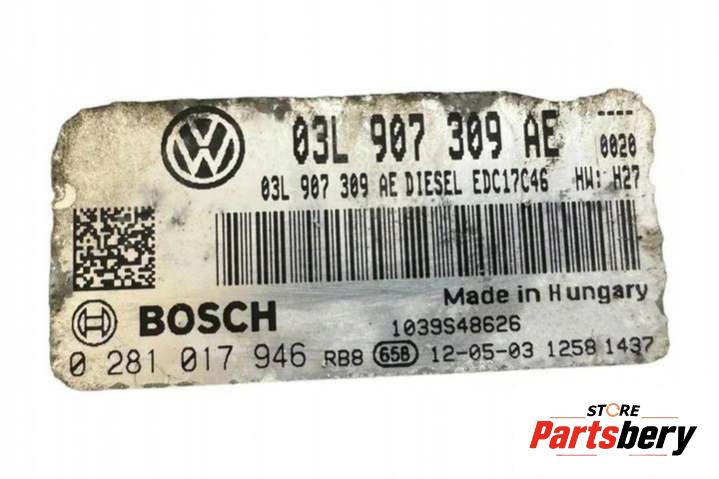 03L 907 309 AE
----
0020
03L 907 309 AE DIESEL EDC17C46 HW: H27
Made in Hungary
BOSCH
1039S48626
0 281 017 946 RB8 658 12-05-03 1258 1437
STORE
Partsbery